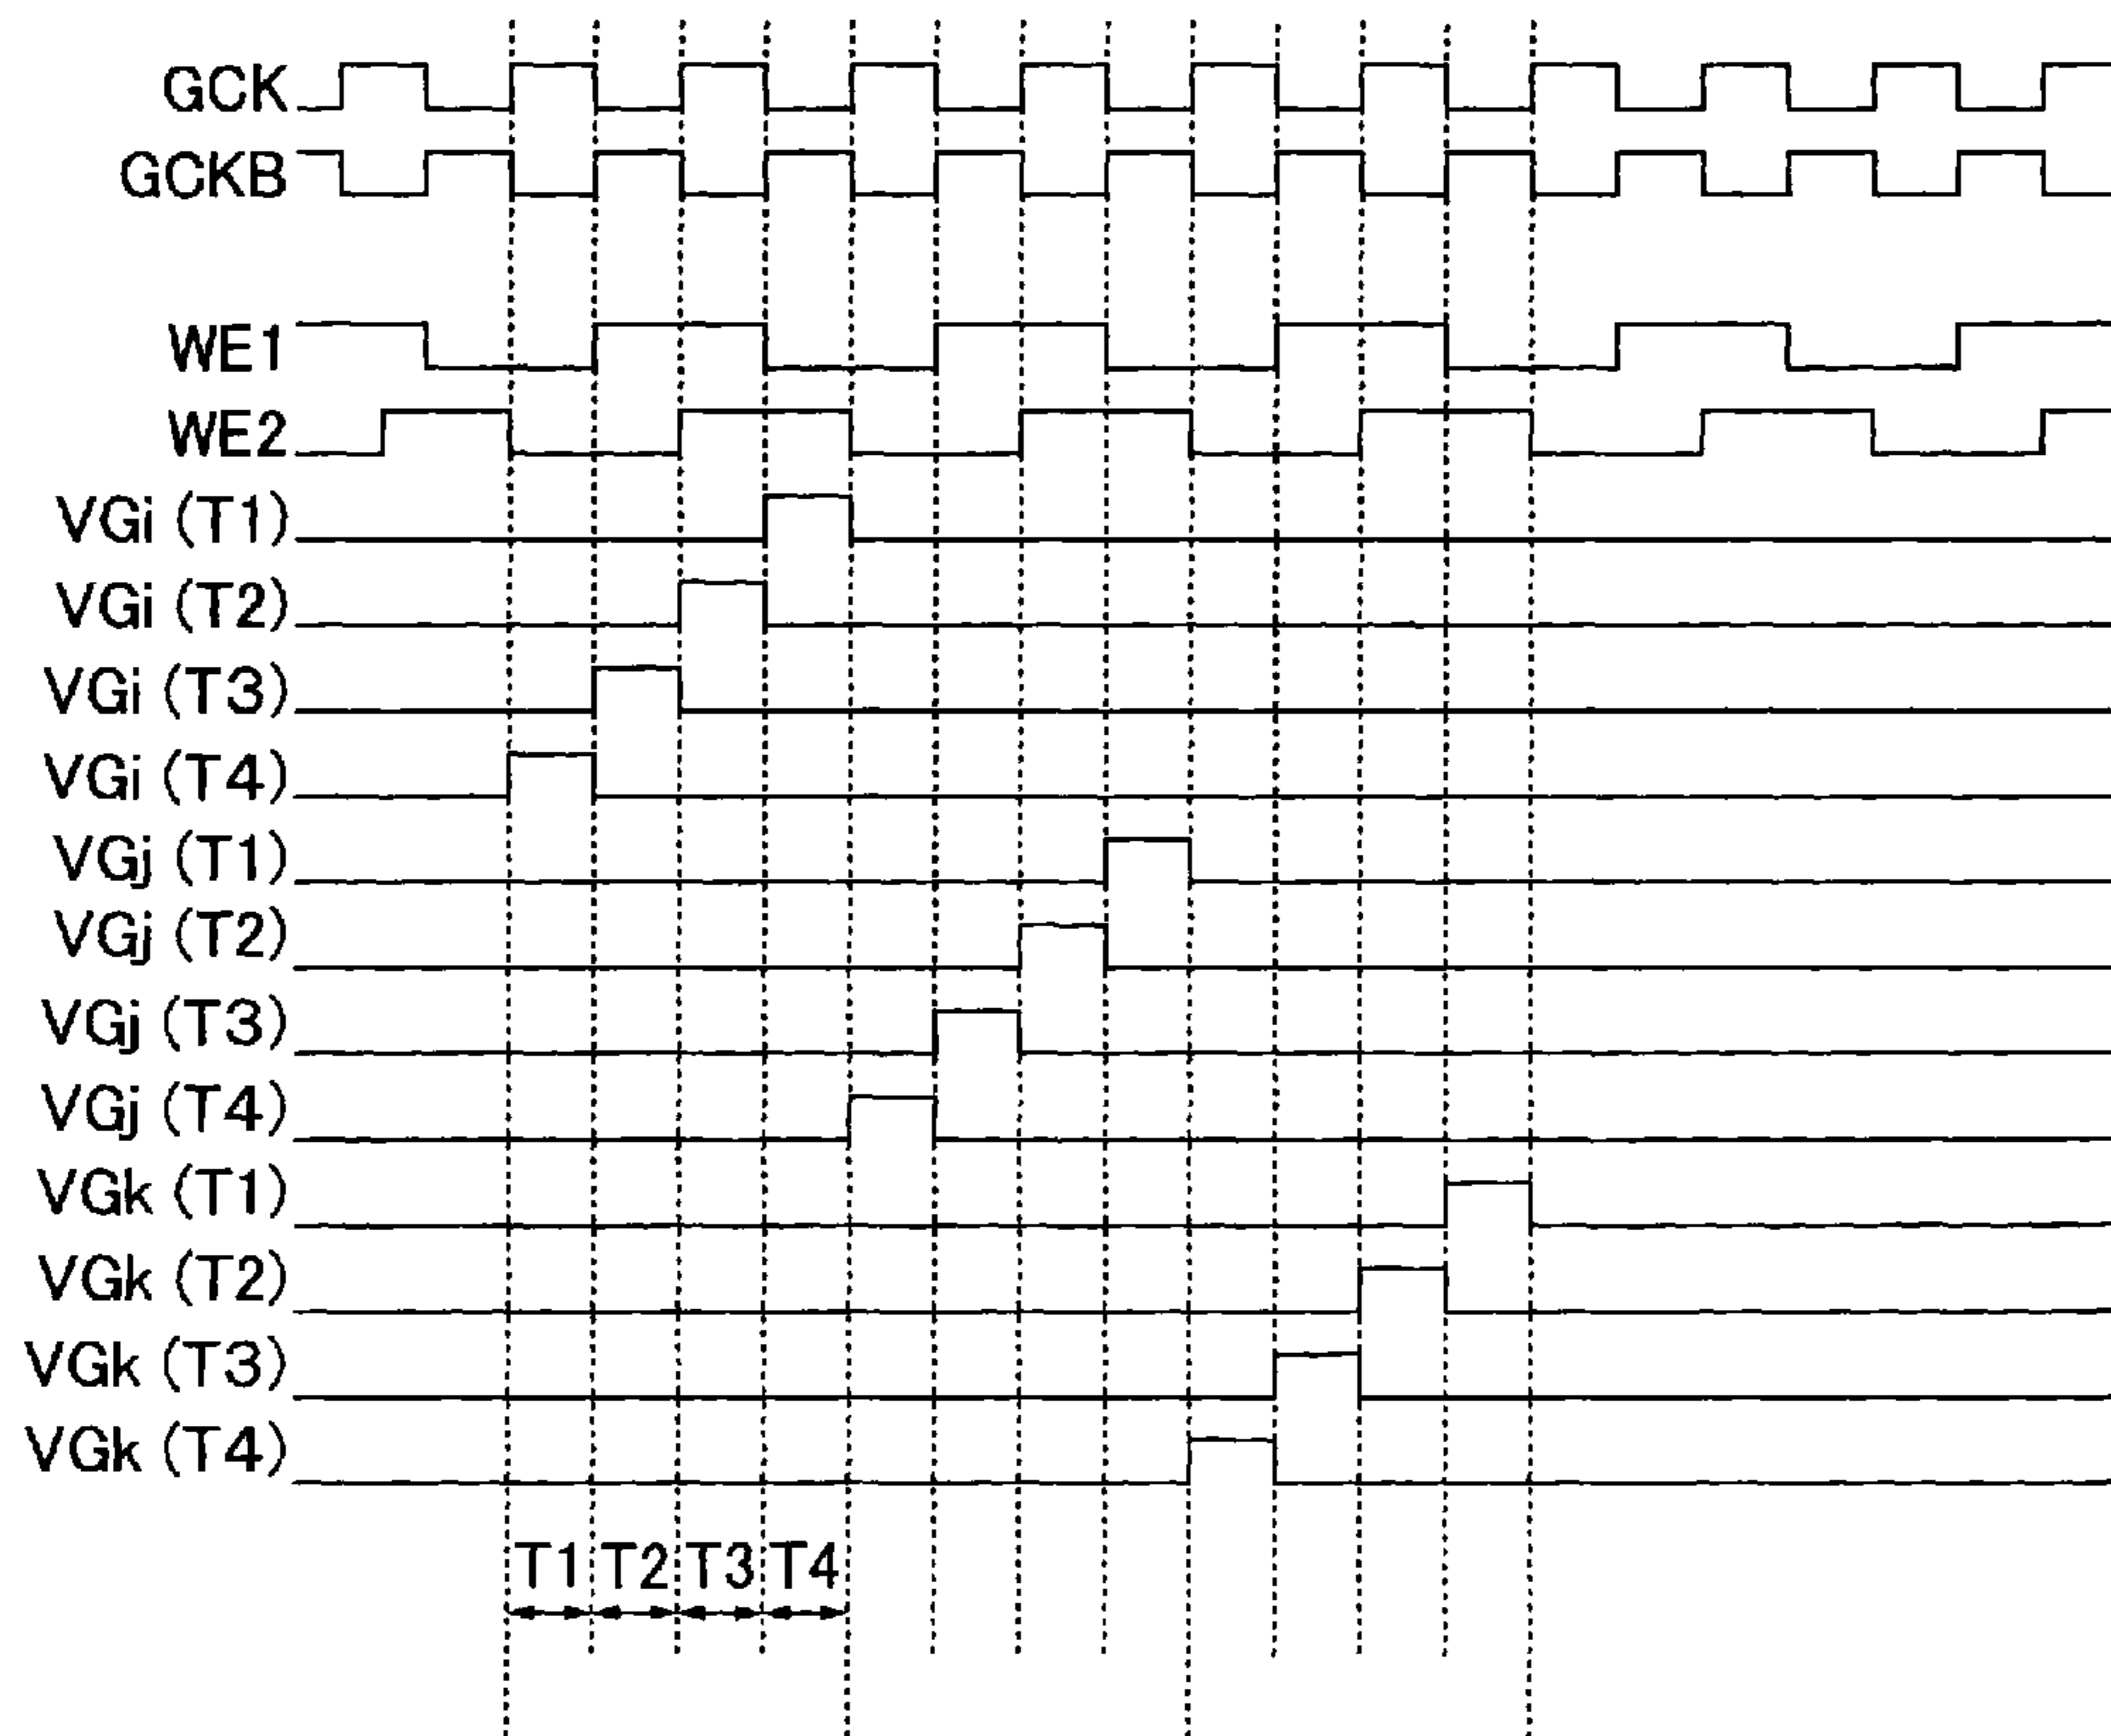 GCK
GCKB
WE1
WE2
VGi (T1)
VGi (T2)
VGi (T3)
VGi (T4)
VGj (T1)
VGj (T2)
VGj (T3)
VGj (T4)
VGk (T1)
VGk (T2)
VGk (T3)
VGk (T4)
T1 T2 T3 T4